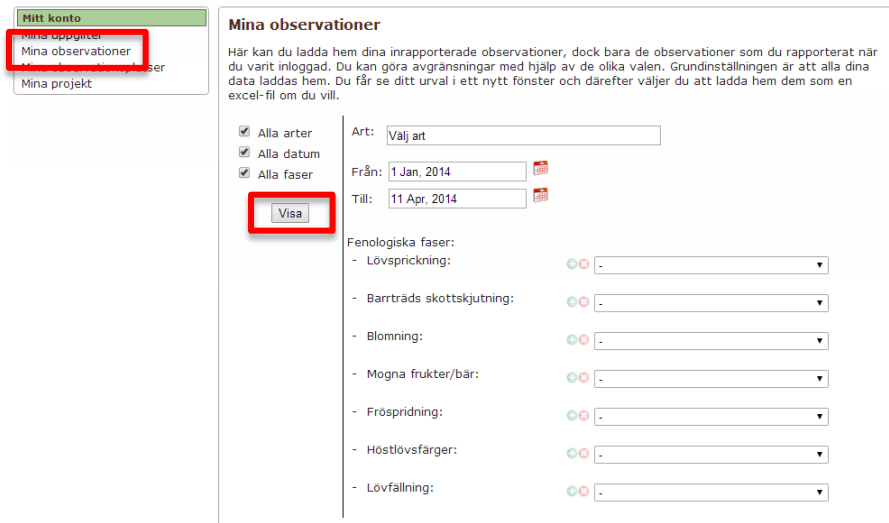 Mitt konto
Mina uppgifter
Mina observationer
Mina observationsplatser
Mina projekt
Mina observationer
Här kan du ladda hem dina inrapporterade observationer, dock bara de observationer som du rapporterat när
du varit inloggad. Du kan göra avgränsningar med hjälp av de olika valen. Grundinställningen är att alla dina
data laddas hem. Du får se ditt urval i ett nytt fönster och därefter väljer du att ladda hem dem som en
excel-fil om du vill.
Alla arter
Alla datum
Alla faser
Visa
Art: Välj art
Från: 1 Jan, 2014
Till: 11 Apr, 2014
Fenologiska faser:
- Lövsprickning: -
- Barrträds skottskjutning: -
- Blomning: -
- Mogna frukter/bär: -
- Fröspridning: -
- Höstlövsfärger: -
- Lövfällning: -